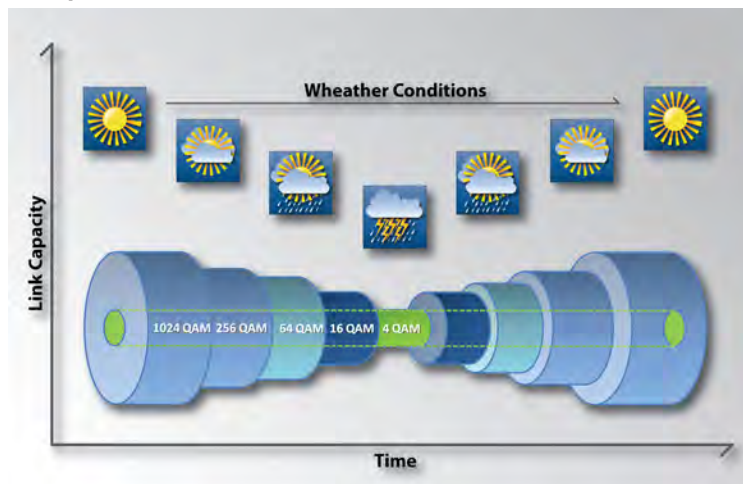 Wheather Conditions
Link Capacity
1024 QAM 256 QAM 64 QAM 16 QAM 4 QAM
Time